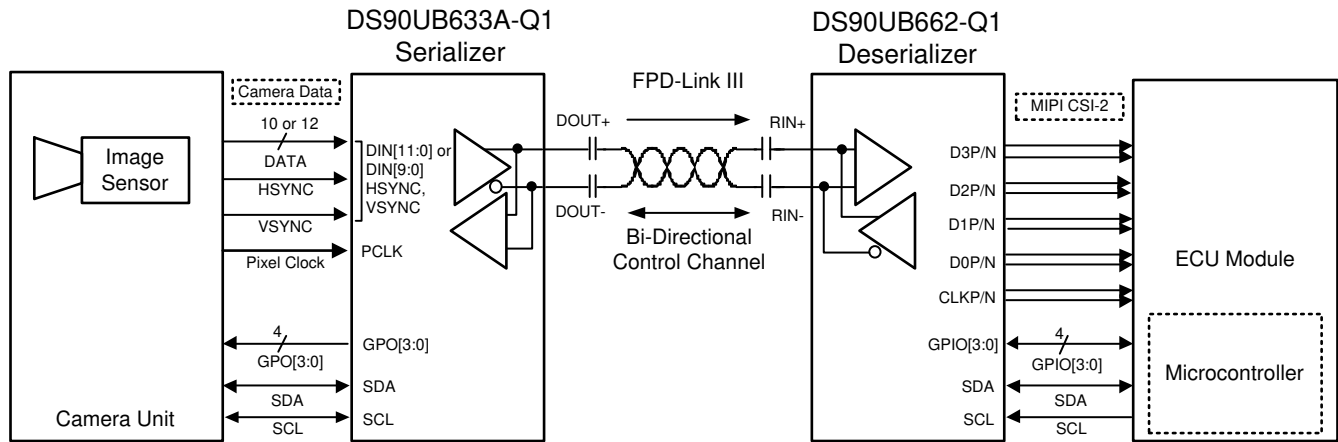 DS90UB633A-Q1
Serializer
DS90UB662-Q1
Deserializer
Camera Data
FPD-Link III
MIPI CSI-2
Image
Sensor
10 or 12
DATA
HSYNC
VSYNC
Pixel Clock
DIN[11:0] or
DIN[9:0]
HSYNC,
VSYNC
PCLK
DOUT+
DOUT-
RIN+
RIN-
Bi-Directional
Control Channel
D3P/N
D2P/N
D1P/N
D0P/N
CLKP/N
ECU Module
4
GPO[3:0]
GPO[3:0]
SDA
SDA
SCL
SCL
Camera Unit
GPIO[3:0]
4
GPIO[3:0]
SDA
SDA
SCL
SCL
Microcontroller